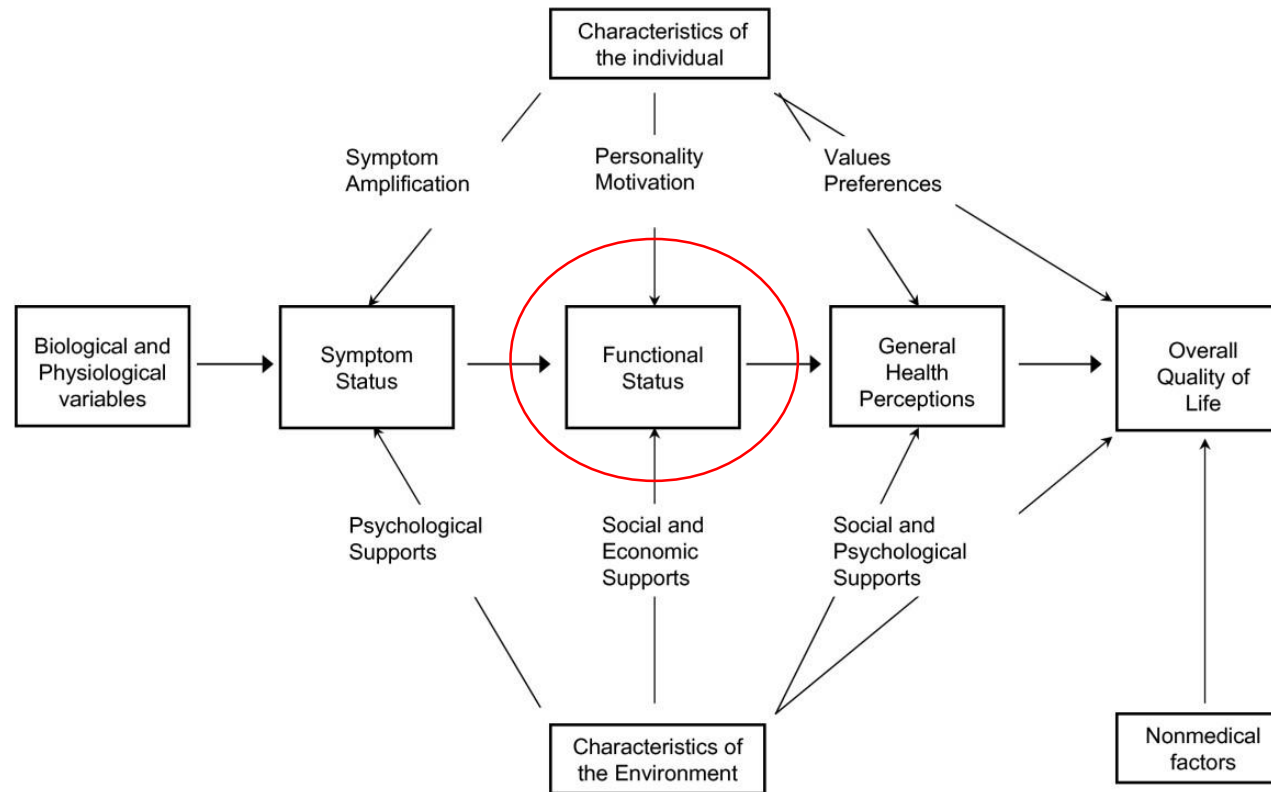 Characteristics of
the individual
Symptom
Amplification
Personality
Motivation
Values
Preferences
Biological and
Physiological
variables
Symptom
Status
Functional
Status
General
Health
Perceptions
Overall
Quality of
Life
Psychological
Supports
Social and
Economic
Supports
Social and
Psychological
Supports
Characteristics of
the Environment
Nonmedical
factors